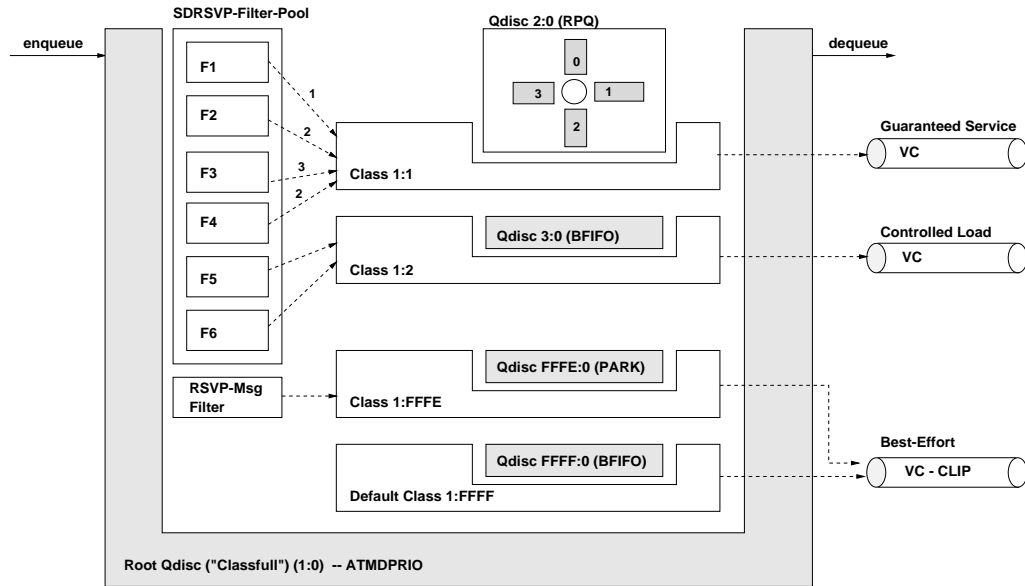 SDRSVP-Filter-Pool
Qdisc 2:0 (RPQ)
enqueue
dequeue
F1
0
3
1
2
1
F2
2
Guaranteed Service
VC
F3
3
Class 1:1
2
F4
Controlled Load
Qdisc 3:0 (BFIFO)
VC
F5
Class 1:2
F6
Qdisc FFFE:0 (PARK)
RSVP-Msg
Filter
Class 1:FFFE
Best-Effort
Qdisc FFFF:0 (BFIFO)
VC - CLIP
Default Class 1:FFFF
Root Qdisc ("Classfull") (1:0) -- ATMDPRIO